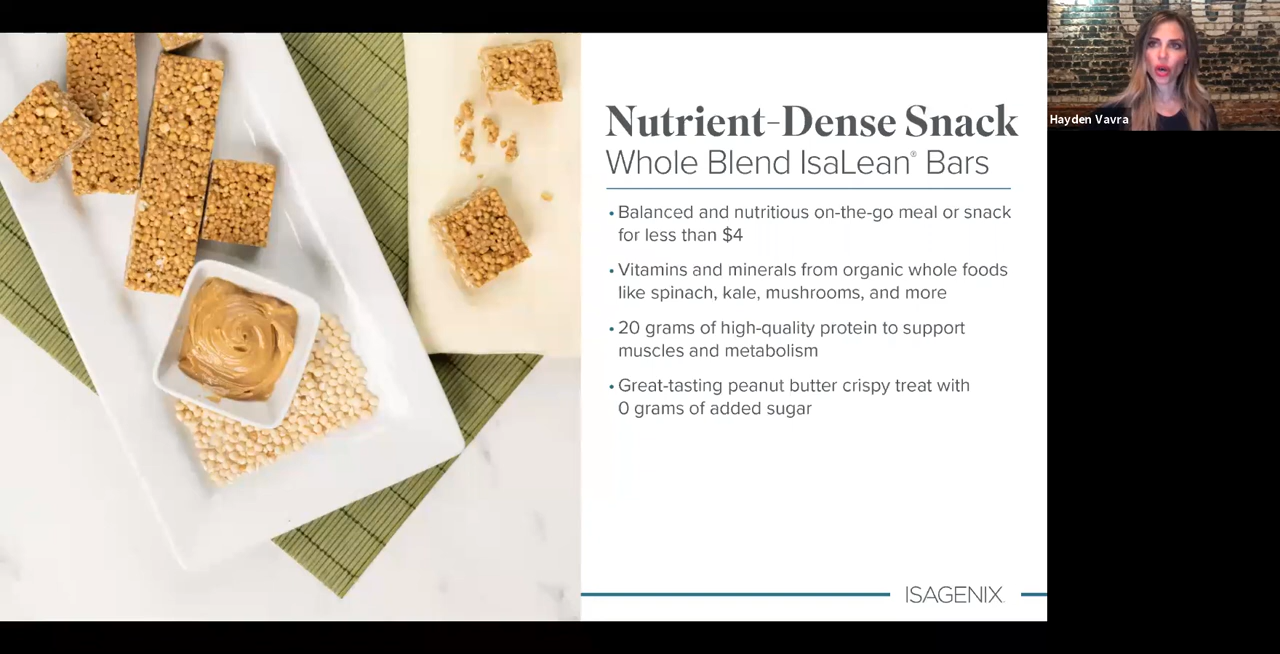 Nutrient-Dense Snack
Whole Blend IsaLean® Bars
• Balanced and nutritious on-the-go meal or snack
for less than $4
• Vitamins and minerals from organic whole foods
like spinach, kale, mushrooms, and more
• 20 grams of high-quality protein to support
muscles and metabolism
• Great-tasting peanut butter crispy treat with
0 grams of added sugar
ISAGENIX
Hayden Vavra